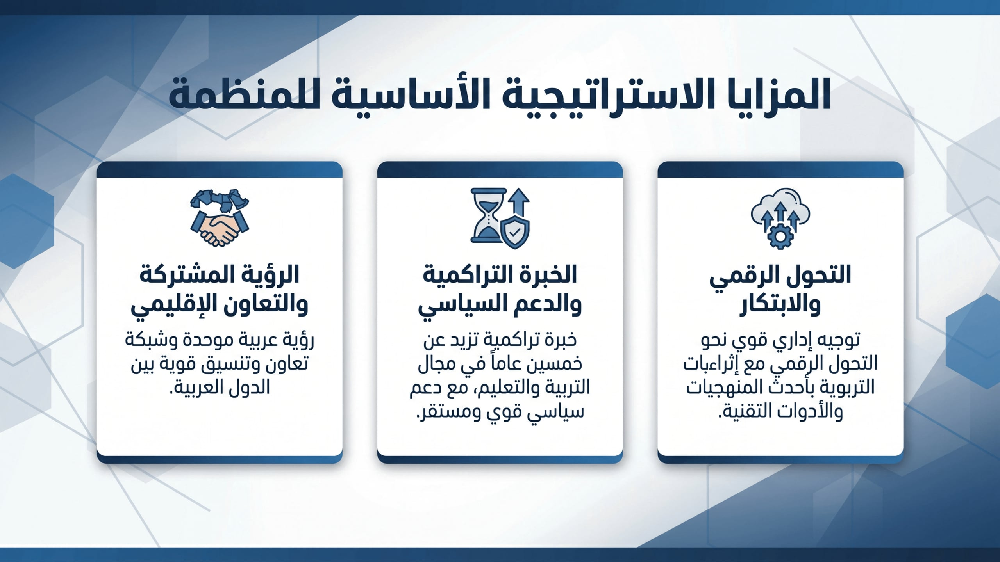 المزايا الاستراتيجية الأساسية للمنظمة
التحول الرقمي
والابتكار
توجيه إداري قوي نحو
التحول الرقمي مع إثراءبات
التربوية بأحدث المنهجيات
والأدوات التقنية.
الخبرة التراكمية
والدعم السياسي
خبرة تراكمية تزيد عن
خمسين عاماً في مجال
التربية والتعليم، مع دعم
سياسي قوي ومستقر.
الرؤية المشتركة
والتعاون الإقليمي
رؤية عربية موحدة وشبكة
تعاون وتنسيق قوية بين
الدول العربية.